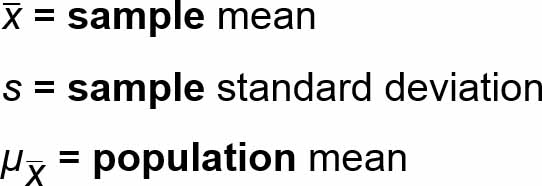 x̄ = sample mean
s = sample standard deviation
μx̄ = population mean